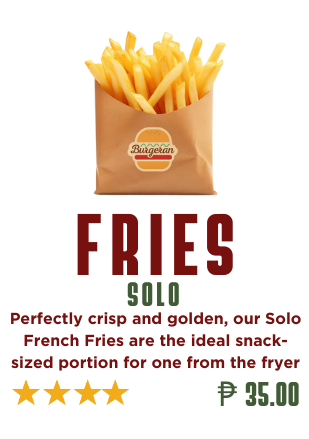 Burgeran
FRIES
SOLO
Perfectly crisp and golden, our Solo
French Fries are the ideal snack-
sized portion for one from the fryer
₱ 35.00